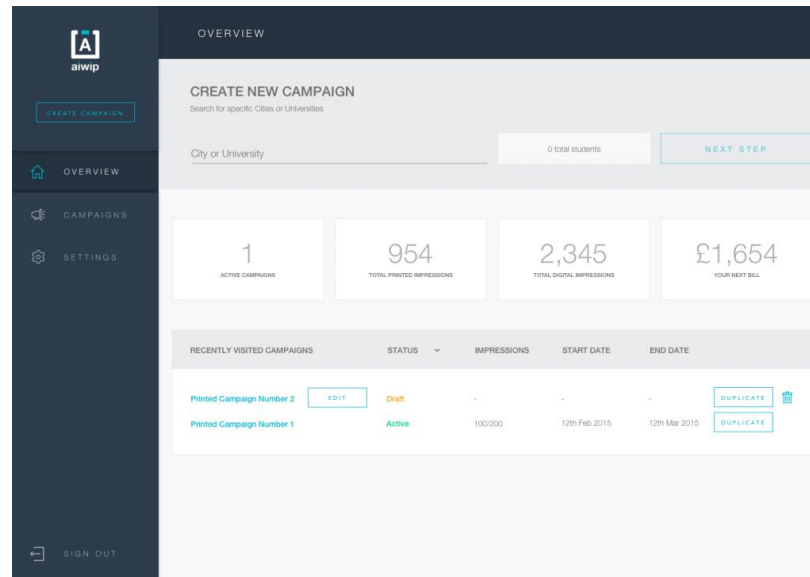 [A]
aiwip
CREATE CAMPAIGN
OVERVIEW
CAMPAIGNS
SETTINGS
SIGN OUT
OVERVIEW
CREATE NEW CAMPAIGN
Search for specific Cities or Universities
City or University
0 total students
NEXT STEP
1
ACTIVE CAMPAIGNS
954
TOTAL PRINTED IMPRESSIONS
2,345
TOTAL DIGITAL IMPRESSIONS
£1,654
YOUR NEXT BILL
RECENTLY VISITED CAMPAIGNS STATUS IMPRESSIONS START DATE END DATE
Printed Campaign Number 2 EDIT Draft - - - DUPLICATE
Printed Campaign Number 1 Active 100/200 12th Feb 2015 12th Mar 2015 DUPLICATE